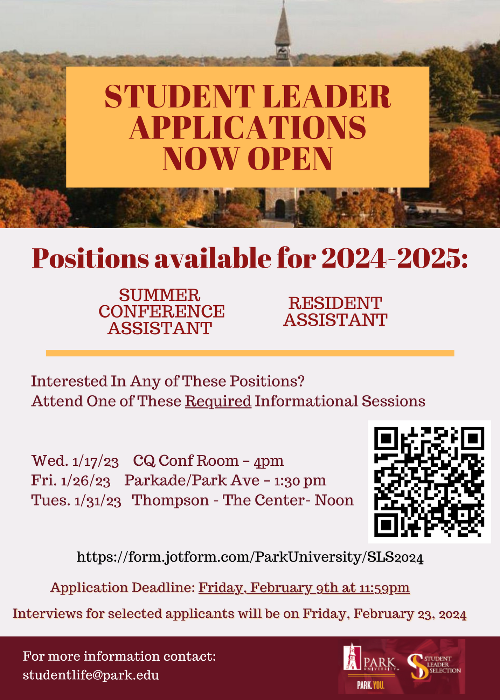 STUDENT LEADER
APPLICATIONS
NOW OPEN
Positions available for 2024-2025:
SUMMER
CONFERENCE
ASSISTANT
RESIDENT
ASSISTANT
Interested In Any of These Positions?
Attend One of These Required Informational Sessions
Wed. 1/17/23 CQ Conf Room – 4pm
Fri. 1/26/23 Parkade/Park Ave – 1:30 pm
Tues. 1/31/23 Thompson - The Center- Noon
https://form.jotform.com/ParkUniversity/SLS2024
Application Deadline: Friday, February 9th at 11:59pm
Interviews for selected applicants will be on Friday, February 23, 2024
For more information contact:
studentlife@park.edu
PARK
UNIVERSITY
PARK. YOU.
STUDENT
LEADER
SELECTION